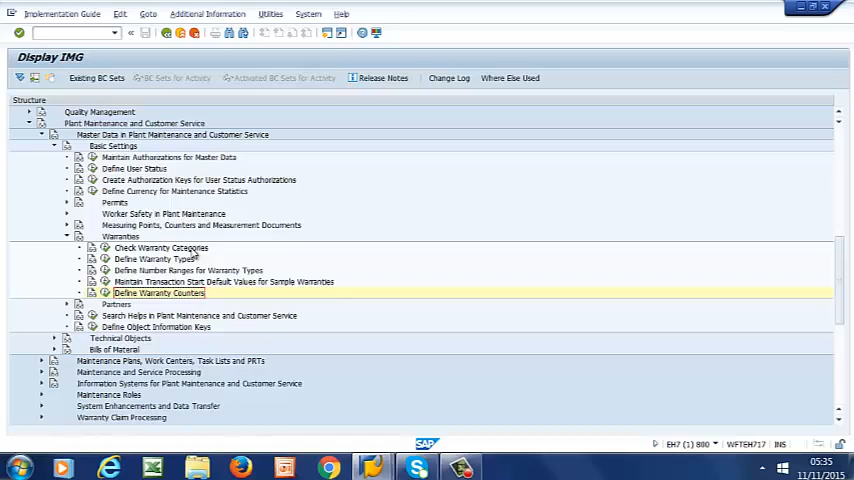 Implementation Guide Edit Goto Additional Information Utilities System Help
Display IMG
Existing BC Sets BC Sets for Activity Activated BC Sets for Activity Release Notes Change Log Where Else Used
Structure
Quality Management
Plant Maintenance and Customer Service
Master Data in Plant Maintenance and Customer Service
Basic Settings
Maintain Authorizations for Master Data
Define User Status
Create Authorization Keys for User Status Authorizations
Define Currency for Maintenance Statistics
Permits
Worker Safety in Plant Maintenance
Measuring Points, Counters and Measurement Documents
Warranties
Check Warranty Categories
Define Warranty Types
Define Number Ranges for Warranty Types
Maintain Transaction Start Default Values for Sample Warranties
Define Warranty Counters
Partners
Search Helps in Plant Maintenance and Customer Service
Define Object Information Keys
Technical Objects
Bills of Material
Maintenance Plans, Work Centers, Task Lists and PRTs
Maintenance and Service Processing
Information Systems for Plant Maintenance and Customer Service
Maintenance Roles
System Enhancements and Data Transfer
Warranty Claim Processing
SAP
EH7 (1) 800 WFTEH717 INS
05:35
11/11/2015